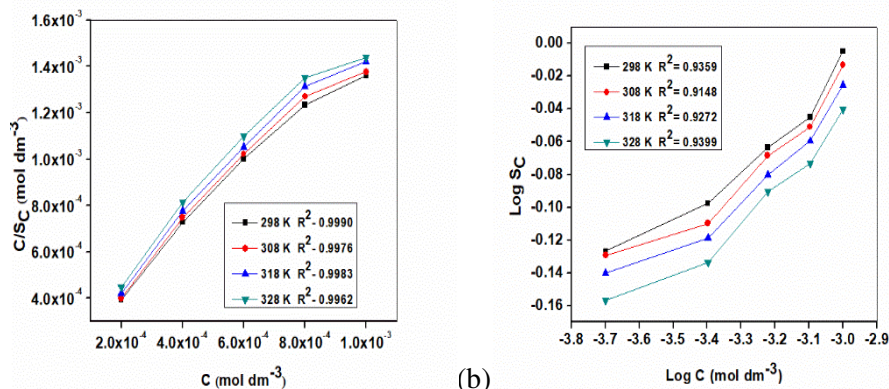 1.6x10⁻³
1.4x10⁻³
1.2x10⁻³
1.0x10⁻³
8.0x10⁻⁴
6.0x10⁻⁴
4.0x10⁻⁴
C/S_C (mol dm⁻³)
298 K R²- 0.9990
308 K R²- 0.9976
318 K R²- 0.9983
328 K R²- 0.9962
2.0x10⁻⁴ 4.0x10⁻⁴ 6.0x10⁻⁴ 8.0x10⁻⁴ 1.0x10⁻³
C (mol dm⁻³)
(b)
0.00
-0.02
-0.04
-0.06
-0.08
-0.10
-0.12
-0.14
-0.16
Log S_C
298 K R²= 0.9359
308 K R²= 0.9148
318 K R²= 0.9272
328 K R²= 0.9399
-3.8 -3.7 -3.6 -3.5 -3.4 -3.3 -3.2 -3.1 -3.0 -2.9
Log C (mol dm⁻³)